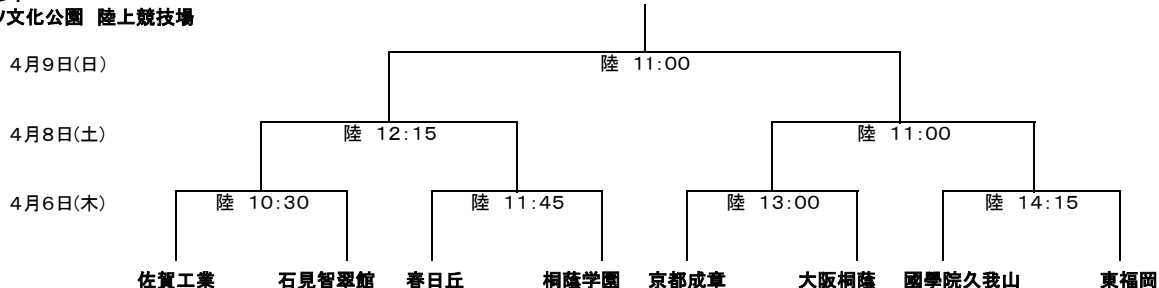 文化公園 陸上競技場
4月9日(日) 陸 11:00
4月8日(土) 陸 12:15 陸 11:00
4月6日(木) 陸 10:30 陸 11:45 陸 13:00 陸 14:15
佐賀工業 石見智翠館 春日丘 桐蔭学園 京都成章 大阪桐蔭 國學院久我山 東福岡